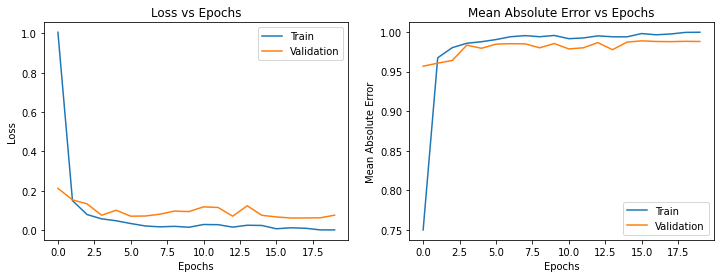 Loss vs Epochs
Loss
1.0
0.8
0.6
0.4
0.2
0.0
Train
Validation
0.0 2.5 5.0 7.5 10.0 12.5 15.0 17.5
Epochs
Mean Absolute Error vs Epochs
Mean Absolute Error
1.00
0.95
0.90
0.85
0.80
0.75
Train
Validation
0.0 2.5 5.0 7.5 10.0 12.5 15.0 17.5
Epochs